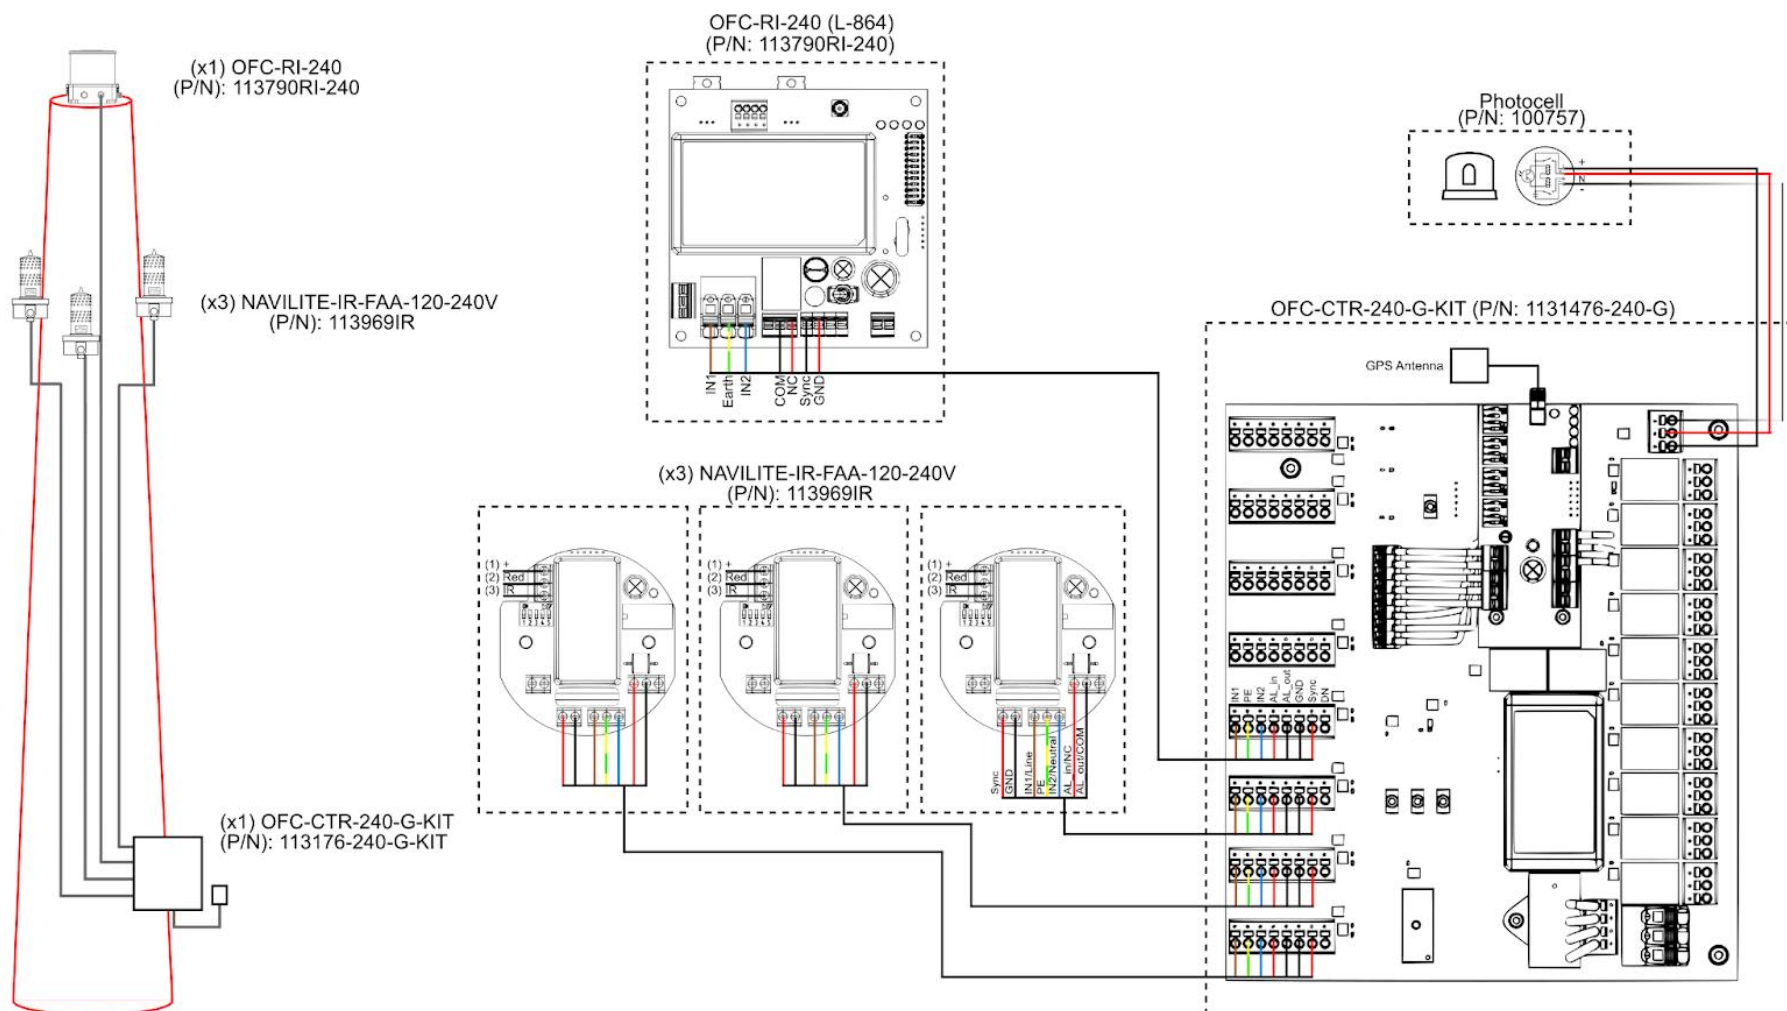 (x1) OFC-RI-240
(P/N): 113790RI-240
(x3) NAVILITE-IR-FAA-120-240V
(P/N): 113969IR
(x1) OFC-CTR-240-G-KIT
(P/N): 113176-240-G-KIT
OFC-RI-240 (L-864)
(P/N: 113790RI-240)
IN1
Earth
IN2
COM
NC
Sync
GND
(x3) NAVILITE-IR-FAA-120-240V
(P/N): 113969IR
(1) +
(2) Red
(3) IR
(1) +
(2) Red
(3) IR
(1) +
(2) Red
(3) IR
Sync
GND
IN1/Line
PE
IN2/Neutral
AL_in/NC
AL_out/COM
Photocell
(P/N: 100757)
+
N
-
OFC-CTR-240-G-KIT (P/N: 1131476-240-G)
GPS Antenna
IN1
PE
IN2
AL_in
AL_out
GND
Sync
DN